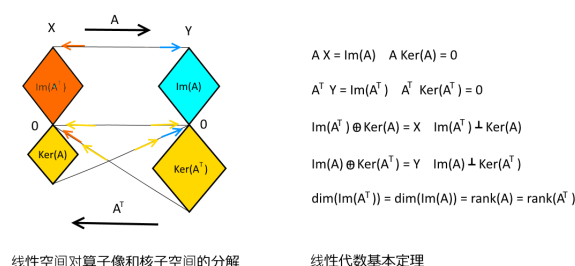 A
X Y
Im(Aᵀ) Im(A)
0 0
Ker(A) Ker(Aᵀ)
Aᵀ
线性空间对算子像和核子空间的分解
A X = Im(A) A Ker(A) = 0
Aᵀ Y = Im(Aᵀ) Aᵀ Ker(Aᵀ) = 0
Im(Aᵀ) ⊕ Ker(A) = X Im(Aᵀ) ⊥ Ker(A)
Im(A) ⊕ Ker(Aᵀ) = Y Im(A) ⊥ Ker(Aᵀ)
dim(Im(Aᵀ)) = dim(Im(A)) = rank(A) = rank(Aᵀ)
线性代数基本定理